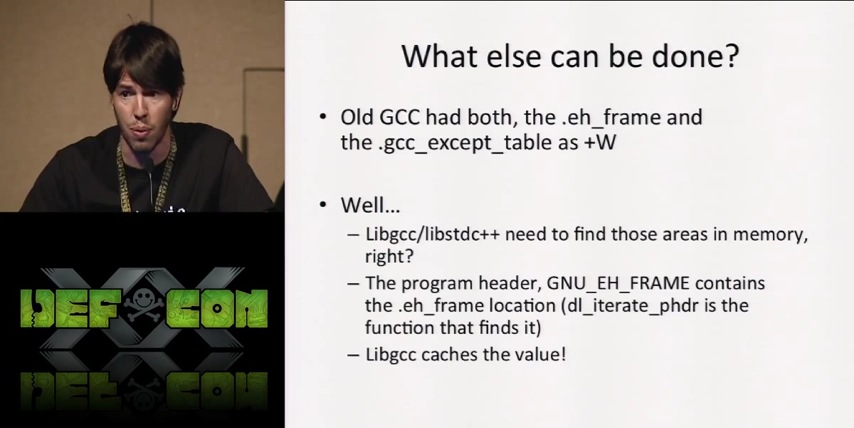 What else can be done?
• Old GCC had both, the .eh_frame and
the .gcc_except_table as +W
• Well...
– Libgcc/libstdc++ need to find those areas in memory,
right?
– The program header, GNU_EH_FRAME contains
the .eh_frame location (dl_iterate_phdr is the
function that finds it)
– Libgcc caches the value!
DEF CON
XX